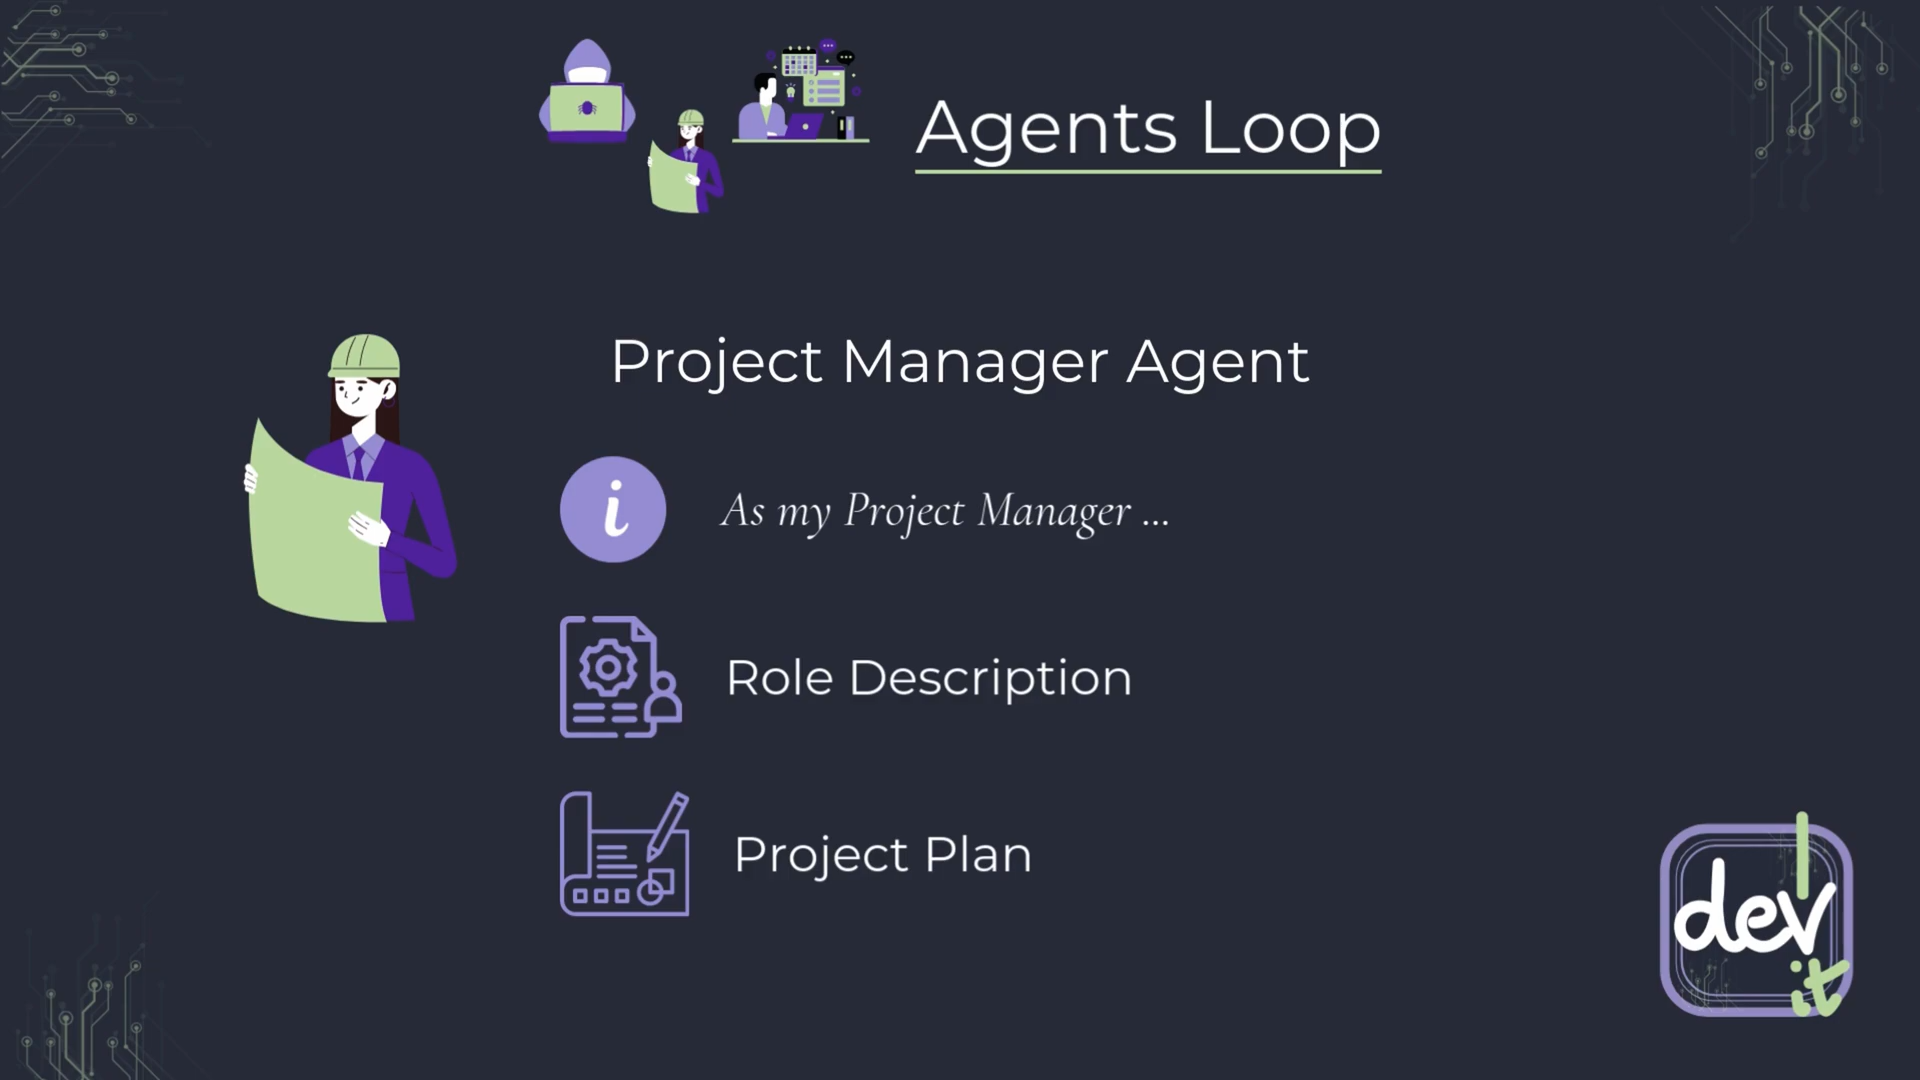 Agents Loop
Project Manager Agent
i
As my Project Manager ...
Role Description
Project Plan
dev
it